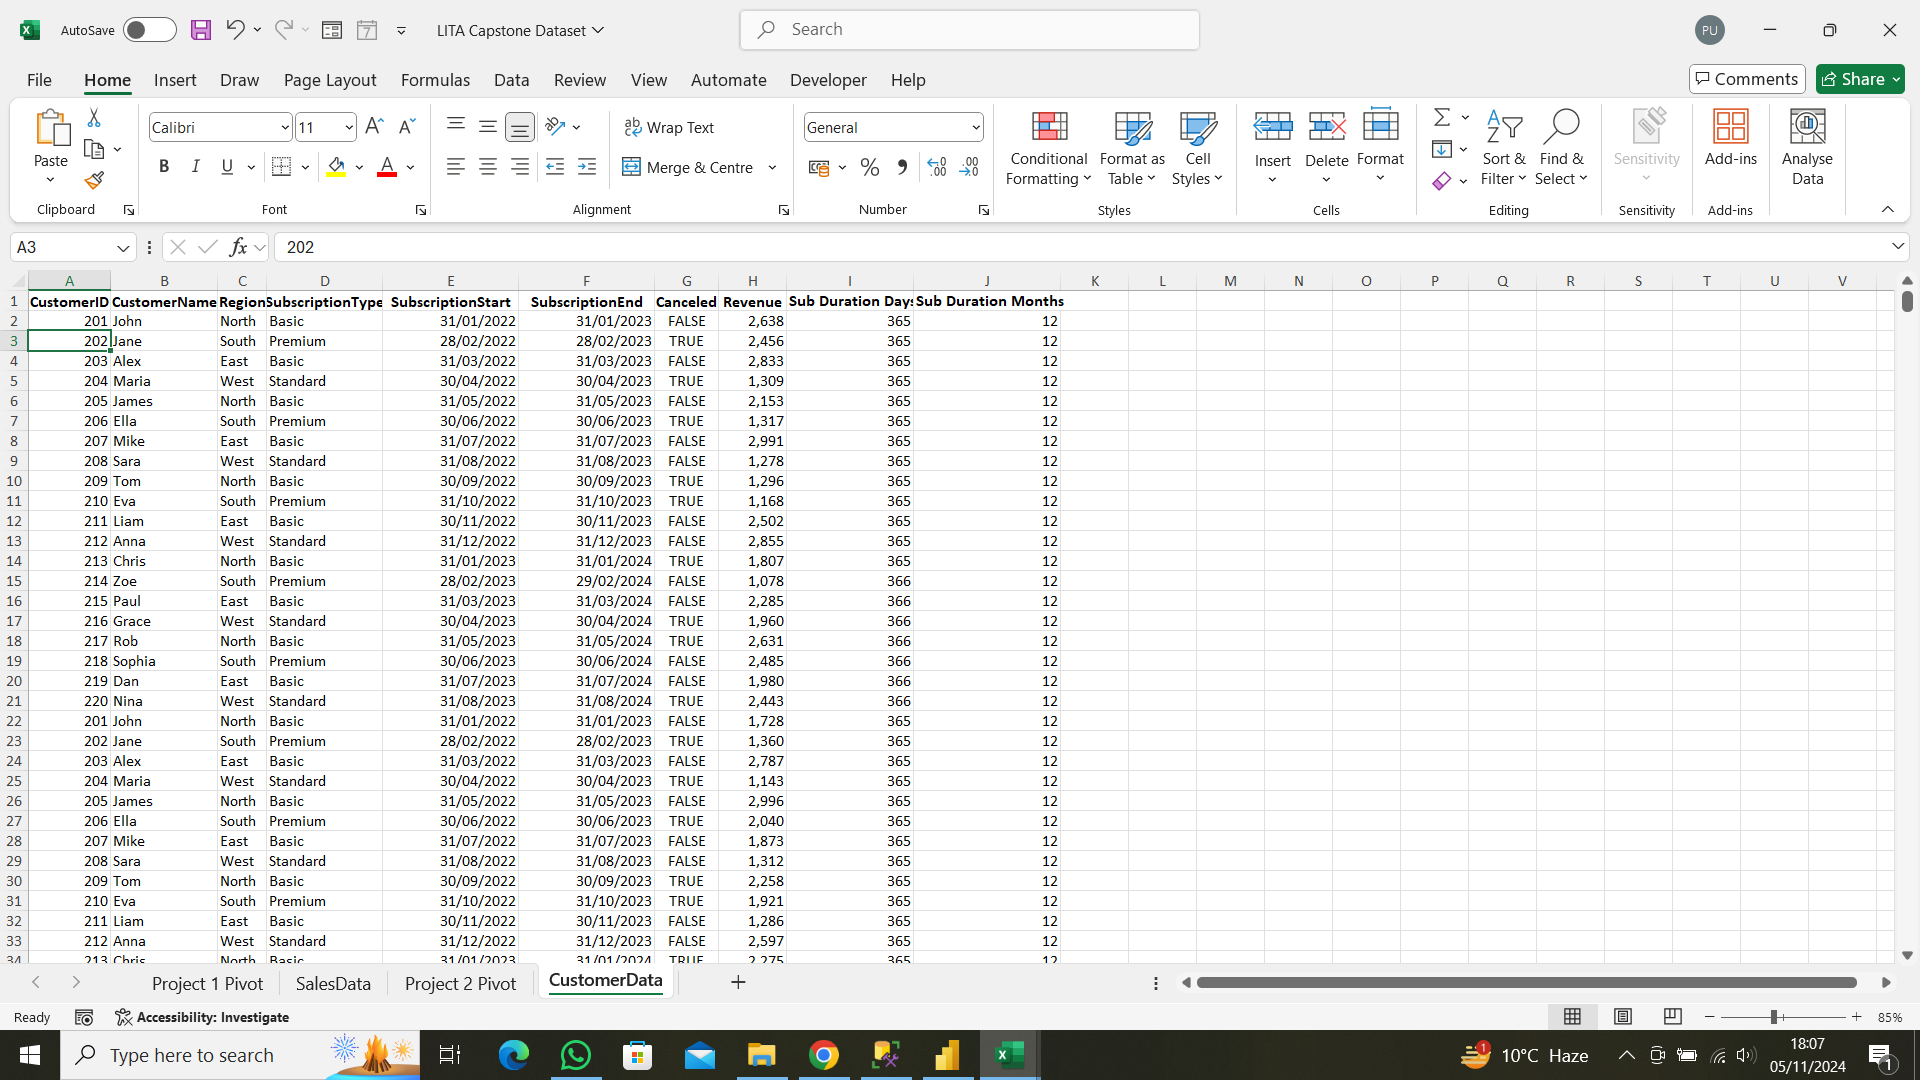 AutoSave LITA Capstone Dataset Search PU
File Home Insert Draw Page Layout Formulas Data Review View Automate Developer Help Comments Share
Paste Calibri 11 Wrap Text General Conditional Formatting Format as Table Cell Styles Insert Delete Format Sort & Filter Find & Select Sensitivity Add-ins Analyse Data
B I U A Merge & Centre % 
Clipboard Font Alignment Number Styles Cells Editing Sensitivity Add-ins
A3 fx 202
A B C D E F G H I J K L M N O P Q R S T U V
1 CustomerID CustomerName Region SubscriptionType SubscriptionStart SubscriptionEnd Canceled Revenue Sub Duration Days Sub Duration Months
2 201 John North Basic 31/01/2022 31/01/2023 FALSE 2,638 365 12
3 202 Jane South Premium 28/02/2022 28/02/2023 TRUE 2,456 365 12
4 203 Alex East Basic 31/03/2022 31/03/2023 FALSE 2,833 365 12
5 204 Maria West Standard 30/04/2022 30/04/2023 TRUE 1,309 365 12
6 205 James North Basic 31/05/2022 31/05/2023 FALSE 2,153 365 12
7 206 Ella South Premium 30/06/2022 30/06/2023 TRUE 1,317 365 12
8 207 Mike East Basic 31/07/2022 31/07/2023 FALSE 2,991 365 12
9 208 Sara West Standard 31/08/2022 31/08/2023 FALSE 1,278 365 12
10 209 Tom North Basic 30/09/2022 30/09/2023 TRUE 1,296 365 12
11 210 Eva South Premium 31/10/2022 31/10/2023 TRUE 1,168 365 12
12 211 Liam East Basic 30/11/2022 30/11/2023 FALSE 2,502 365 12
13 212 Anna West Standard 31/12/2022 31/12/2023 FALSE 2,855 365 12
14 213 Chris North Basic 31/01/2023 31/01/2024 TRUE 1,807 365 12
15 214 Zoe South Premium 28/02/2023 29/02/2024 FALSE 1,078 366 12
16 215 Paul East Basic 31/03/2023 31/03/2024 FALSE 2,285 366 12
17 216 Grace West Standard 30/04/2023 30/04/2024 TRUE 1,960 366 12
18 217 Rob North Basic 31/05/2023 31/05/2024 TRUE 2,631 366 12
19 218 Sophia South Premium 30/06/2023 30/06/2024 FALSE 2,485 366 12
20 219 Dan East Basic 31/07/2023 31/07/2024 FALSE 1,980 366 12
21 220 Nina West Standard 31/08/2023 31/08/2024 TRUE 2,443 366 12
22 201 John North Basic 31/01/2022 31/01/2023 FALSE 1,728 365 12
23 202 Jane South Premium 28/02/2022 28/02/2023 TRUE 1,360 365 12
24 203 Alex East Basic 31/03/2022 31/03/2023 FALSE 2,787 365 12
25 204 Maria West Standard 30/04/2022 30/04/2023 TRUE 1,143 365 12
26 205 James North Basic 31/05/2022 31/05/2023 FALSE 2,996 365 12
27 206 Ella South Premium 30/06/2022 30/06/2023 TRUE 2,040 365 12
28 207 Mike East Basic 31/07/2022 31/07/2023 FALSE 1,873 365 12
29 208 Sara West Standard 31/08/2022 31/08/2023 FALSE 1,312 365 12
30 209 Tom North Basic 30/09/2022 30/09/2023 TRUE 2,258 365 12
31 210 Eva South Premium 31/10/2022 31/10/2023 TRUE 1,921 365 12
32 211 Liam East Basic 30/11/2022 30/11/2023 FALSE 1,286 365 12
33 212 Anna West Standard 31/12/2022 31/12/2023 FALSE 2,597 365 12
34 213 Chris North Basic 31/01/2023 31/01/2024 TRUE 2,275 365 12
Project 1 Pivot SalesData Project 2 Pivot CustomerData
Ready Accessibility: Investigate 85%
Type here to search 1 10°C Haze 18:07 1
05/11/2024